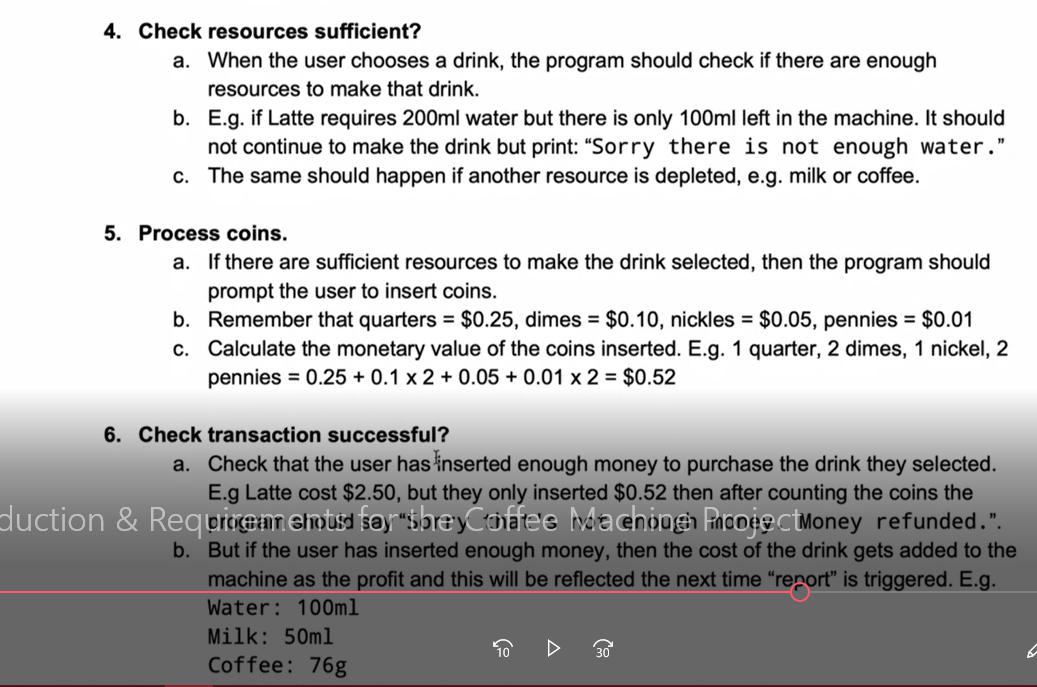 4. Check resources sufficient?
a. When the user chooses a drink, the program should check if there are enough
resources to make that drink.
b. E.g. if Latte requires 200ml water but there is only 100ml left in the machine. It should
not continue to make the drink but print: “Sorry there is not enough water.”
c. The same should happen if another resource is depleted, e.g. milk or coffee.
5. Process coins.
a. If there are sufficient resources to make the drink selected, then the program should
prompt the user to insert coins.
b. Remember that quarters = $0.25, dimes = $0.10, nickles = $0.05, pennies = $0.01
c. Calculate the monetary value of the coins inserted. E.g. 1 quarter, 2 dimes, 1 nickel, 2
pennies = 0.25 + 0.1 x 2 + 0.05 + 0.01 x 2 = $0.52
6. Check transaction successful?
a. Check that the user has inserted enough money to purchase the drink they selected.
E.g Latte cost $2.50, but they only inserted $0.52 then after counting the coins the
program should say “Sorry that's not enough money. Money refunded.”.
duction & Requirements for the Coffee Machine Project
b. But if the user has inserted enough money, then the cost of the drink gets added to the
machine as the profit and this will be reflected the next time “report” is triggered. E.g.
Water: 100ml
Milk: 50ml
Coffee: 76g
10
30